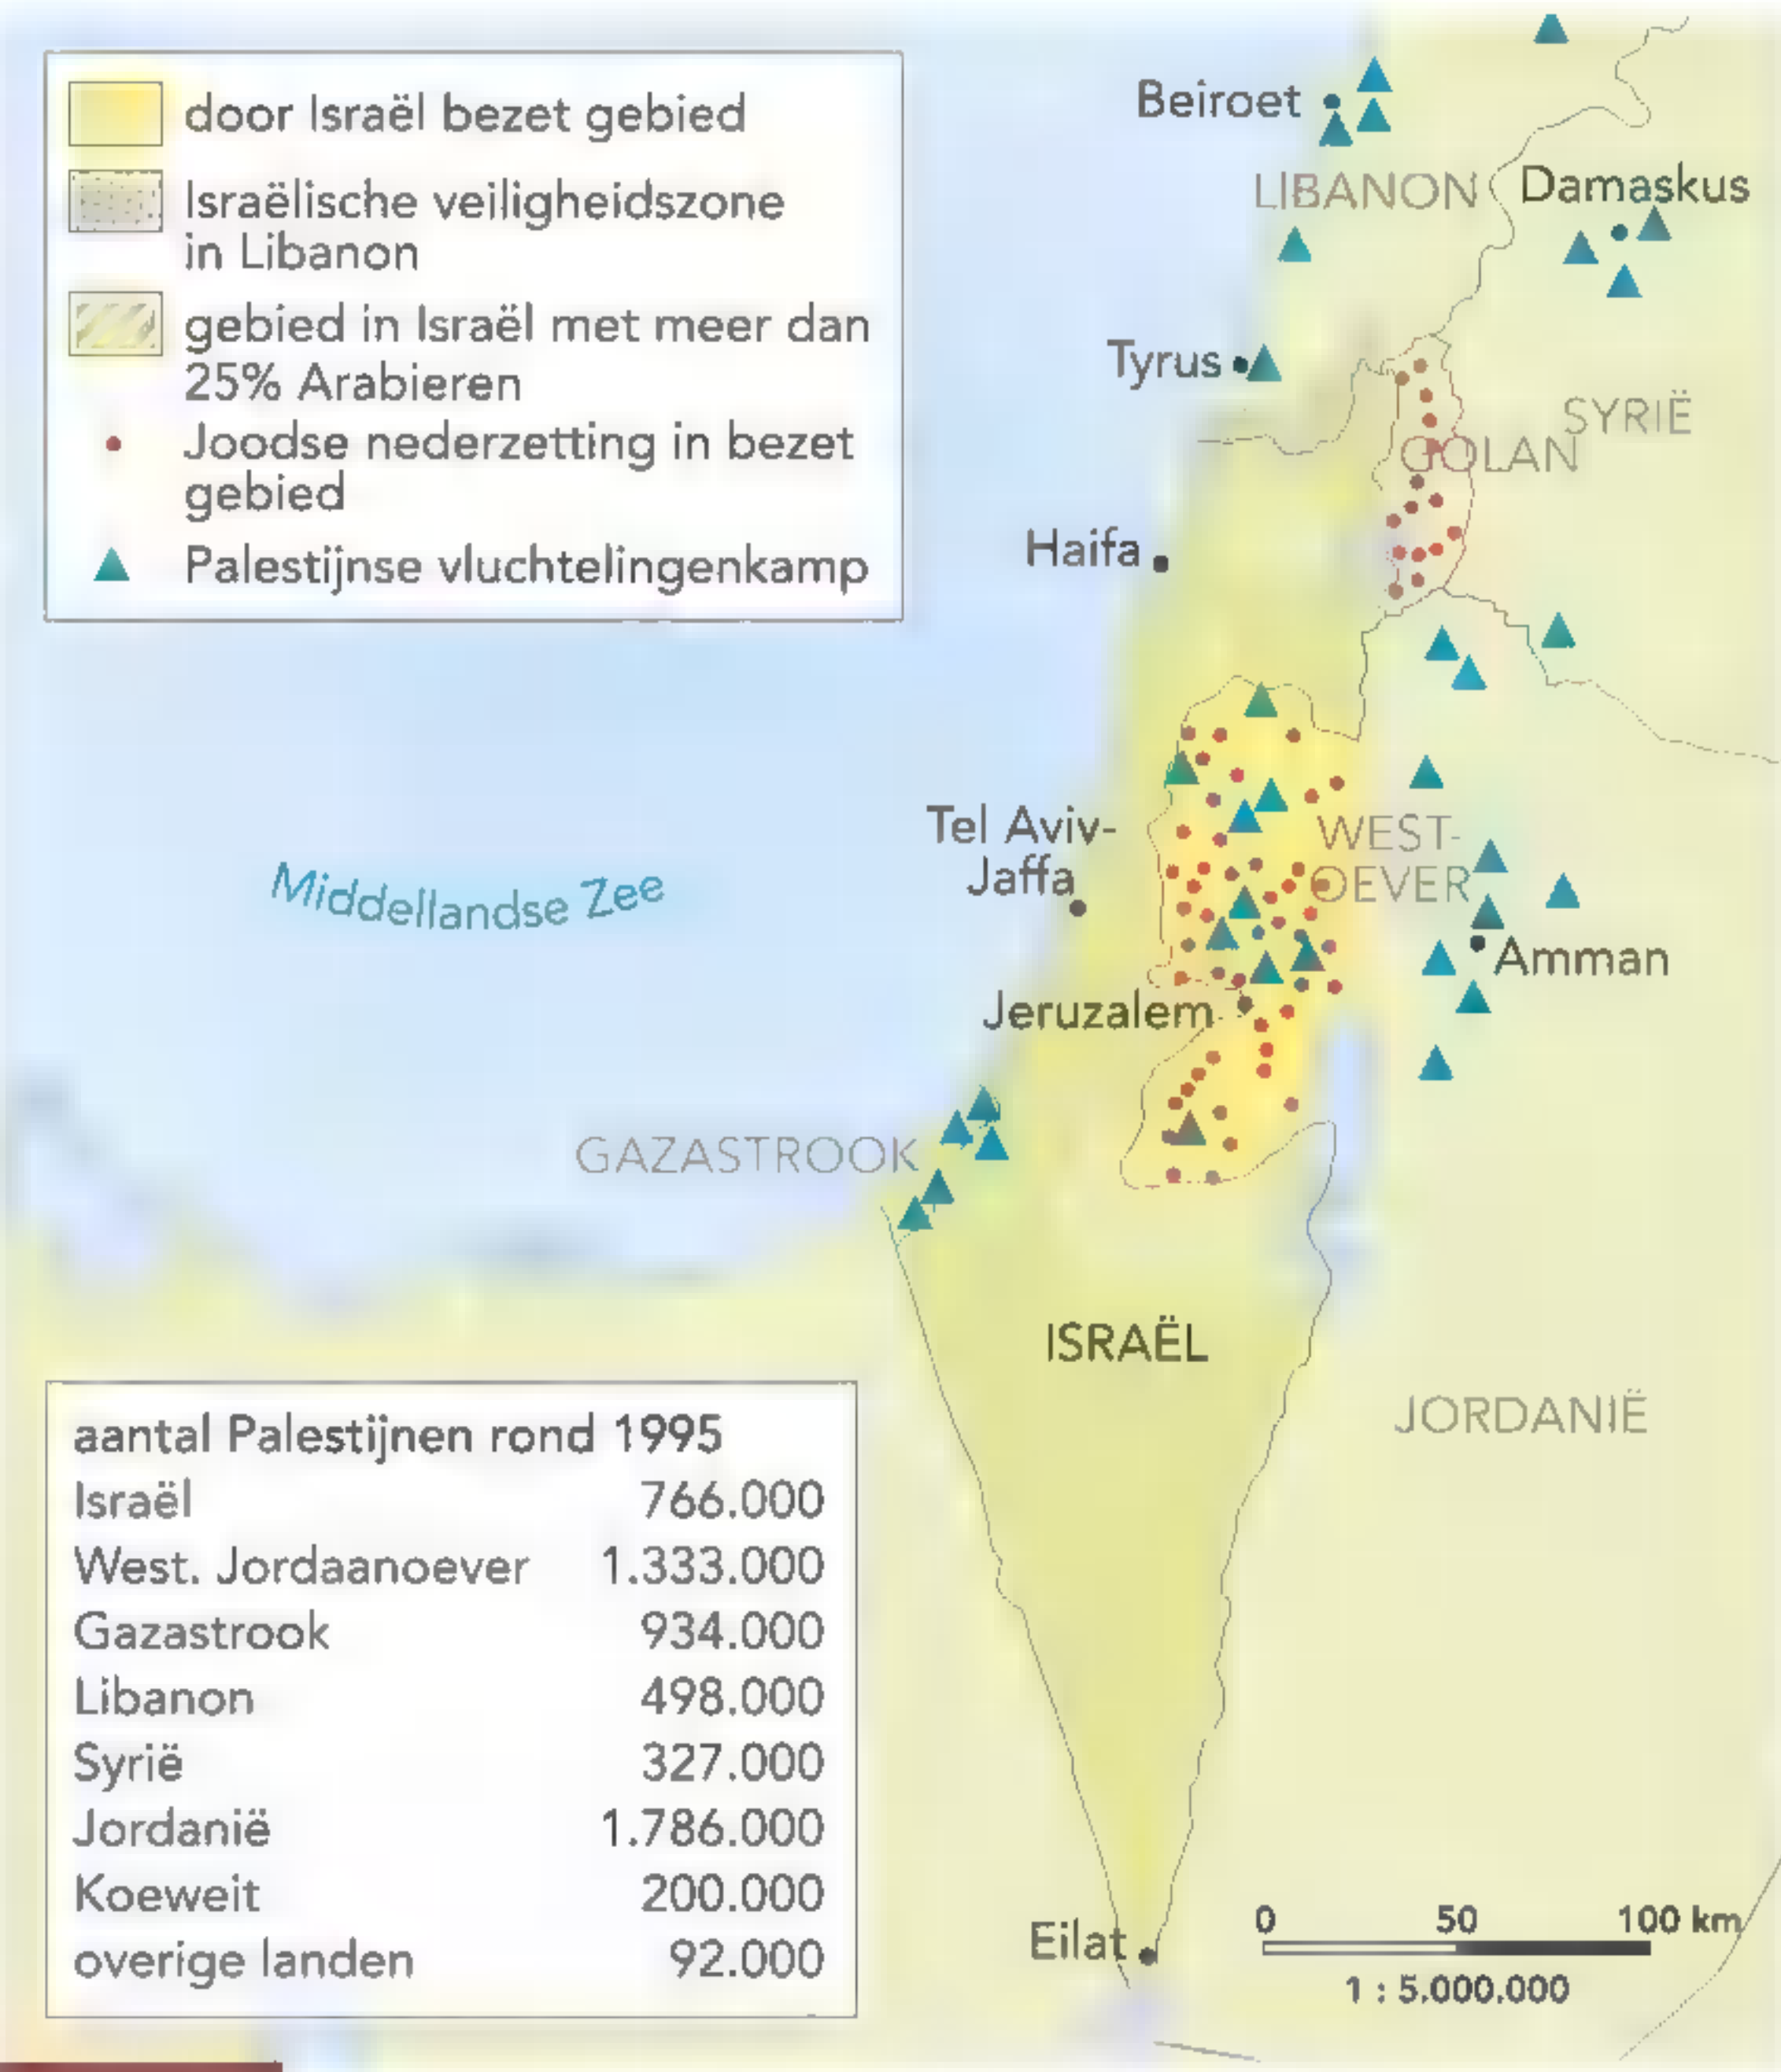 door Israël bezet gebied
Israëlische veiligheidszone
in Libanon
gebied in Israël met meer dan
25% Arabieren
Joodse nederzetting in bezet
gebied
Palestijnse vluchtelingenkamp
Beiroet
LIBANON
Damaskus
Tyrus
SYRIË
GOLAN
Haifa
Tel Aviv-
Jaffa
WEST-
OEVER
Middellandse Zee
Amman
Jeruzalem
GAZASTROOK
ISRAËL
JORDANIË
aantal Palestijnen rond 1995
Israël 766.000
West. Jordaanoever 1.333.000
Gazastrook 934.000
Libanon 498.000
Syrië 327.000
Jordanië 1.786.000
Koeweit 200.000
overige landen 92.000
Eilat
0 50 100 km
1 : 5.000.000